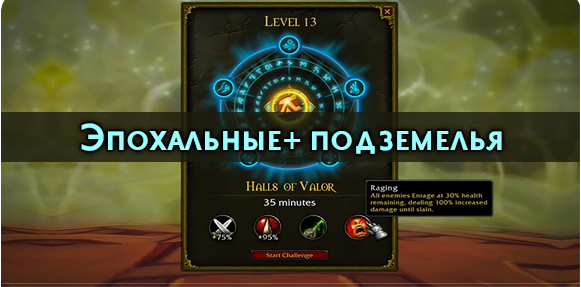 LEVEL 13
Эпохальные+ подземелья
HALLS OF VALOR
35 minutes
Raging
All enemies Enrage at 30% health
remaining, dealing 100% increased
damage until slain.
+75%
+95%
Start Challenge